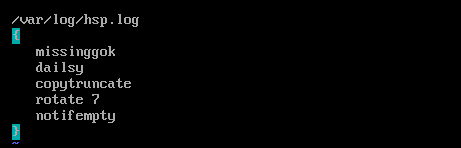 /var/log/hsp.log
{
missinggok
dailsy
copytruncate
rotate 7
notifempty
}
~